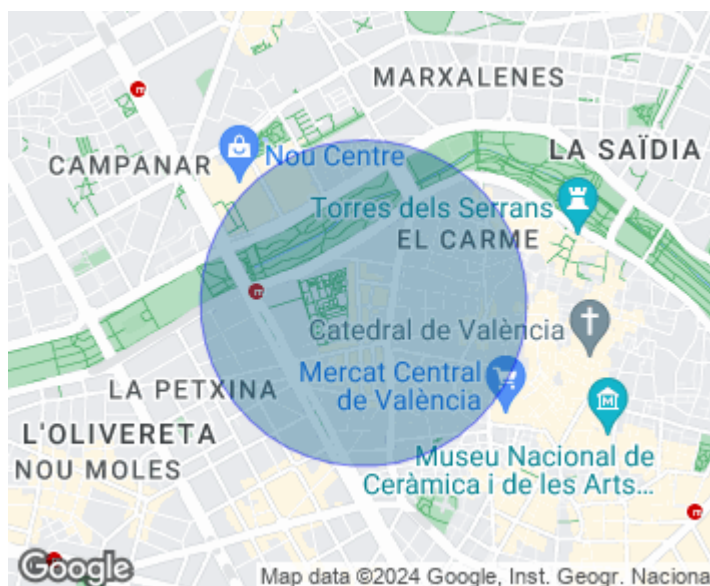 MARXALENES
CAMPANAR
Nou Centre
LA SAÏDIA
Torres dels Serrans
EL CARME
Catedral de València
Mercat Central
de València
LA PETXINA
L'OLIVERETA
NOU MOLES
Museu Nacional de
Ceràmica i de les Arts...
Google
Map data ©2024 Google, Inst. Geogr. Naciona